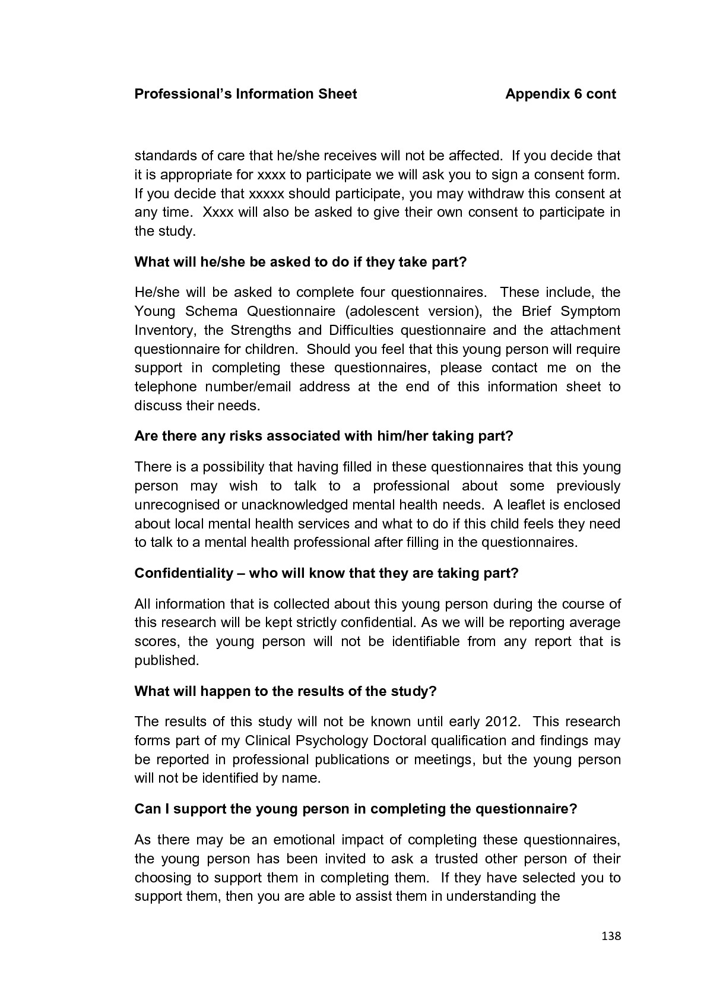 Professional’s Information Sheet Appendix 6 cont
standards of care that he/she receives will not be affected.  If you decide that
it is appropriate for xxxx to participate we will ask you to sign a consent form.
If you decide that xxxxx should participate, you may withdraw this consent at
any time.  Xxxx will also be asked to give their own consent to participate in
the study.
What will he/she be asked to do if they take part?
He/she will be asked to complete four questionnaires.  These include, the
Young Schema Questionnaire (adolescent version), the Brief Symptom
Inventory, the Strengths and Difficulties questionnaire and the attachment
questionnaire for children.  Should you feel that this young person will require
support in completing these questionnaires, please contact me on the
telephone number/email address at the end of this information sheet to
discuss their needs.
Are there any risks associated with him/her taking part?
There is a possibility that having filled in these questionnaires that this young
person may wish to talk to a professional about some previously
unrecognised or unacknowledged mental health needs.  A leaflet is enclosed
about local mental health services and what to do if this child feels they need
to talk to a mental health professional after filling in the questionnaires.
Confidentiality – who will know that they are taking part?
All information that is collected about this young person during the course of
this research will be kept strictly confidential. As we will be reporting average
scores, the young person will not be identifiable from any report that is
published.
What will happen to the results of the study?
The results of this study will not be known until early 2012.  This research
forms part of my Clinical Psychology Doctoral qualification and findings may
be reported in professional publications or meetings, but the young person
will not be identified by name.
Can I support the young person in completing the questionnaire?
As there may be an emotional impact of completing these questionnaires,
the young person has been invited to ask a trusted other person of their
choosing to support them in completing them.  If they have selected you to
support them, then you are able to assist them in understanding the
138